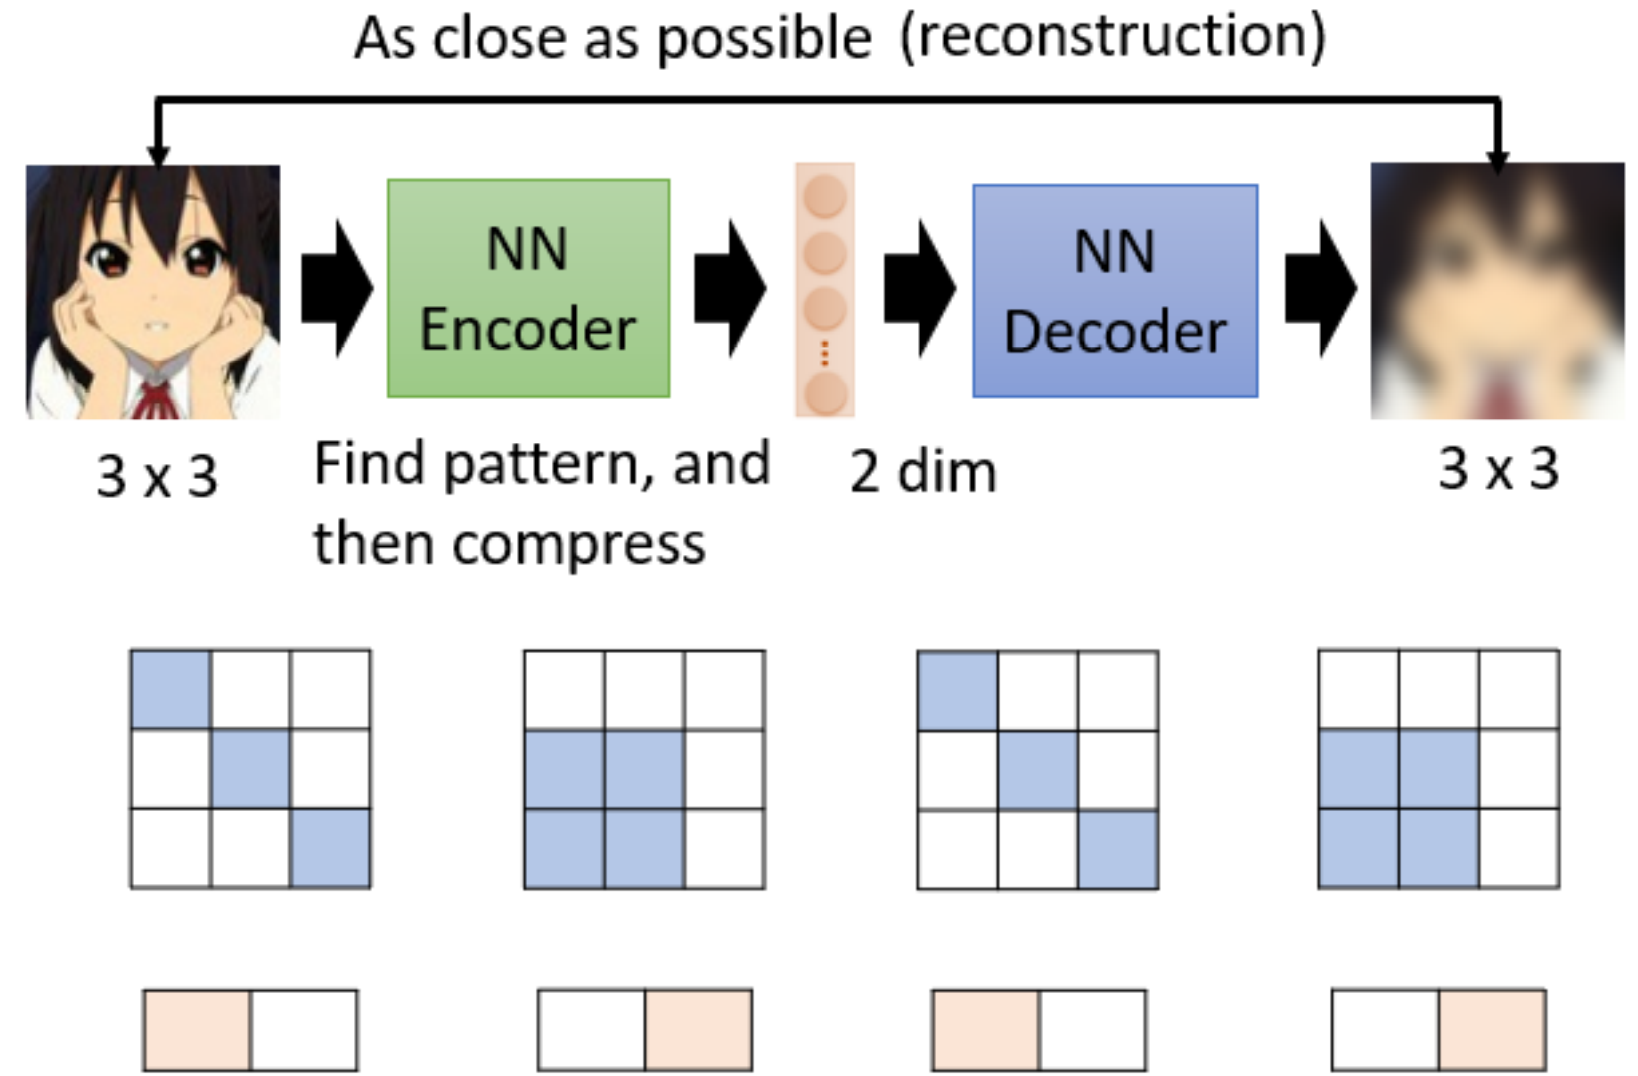 As close as possible (reconstruction)
NN
Encoder
NN
Decoder
3 x 3
Find pattern, and
then compress
2 dim
3 x 3